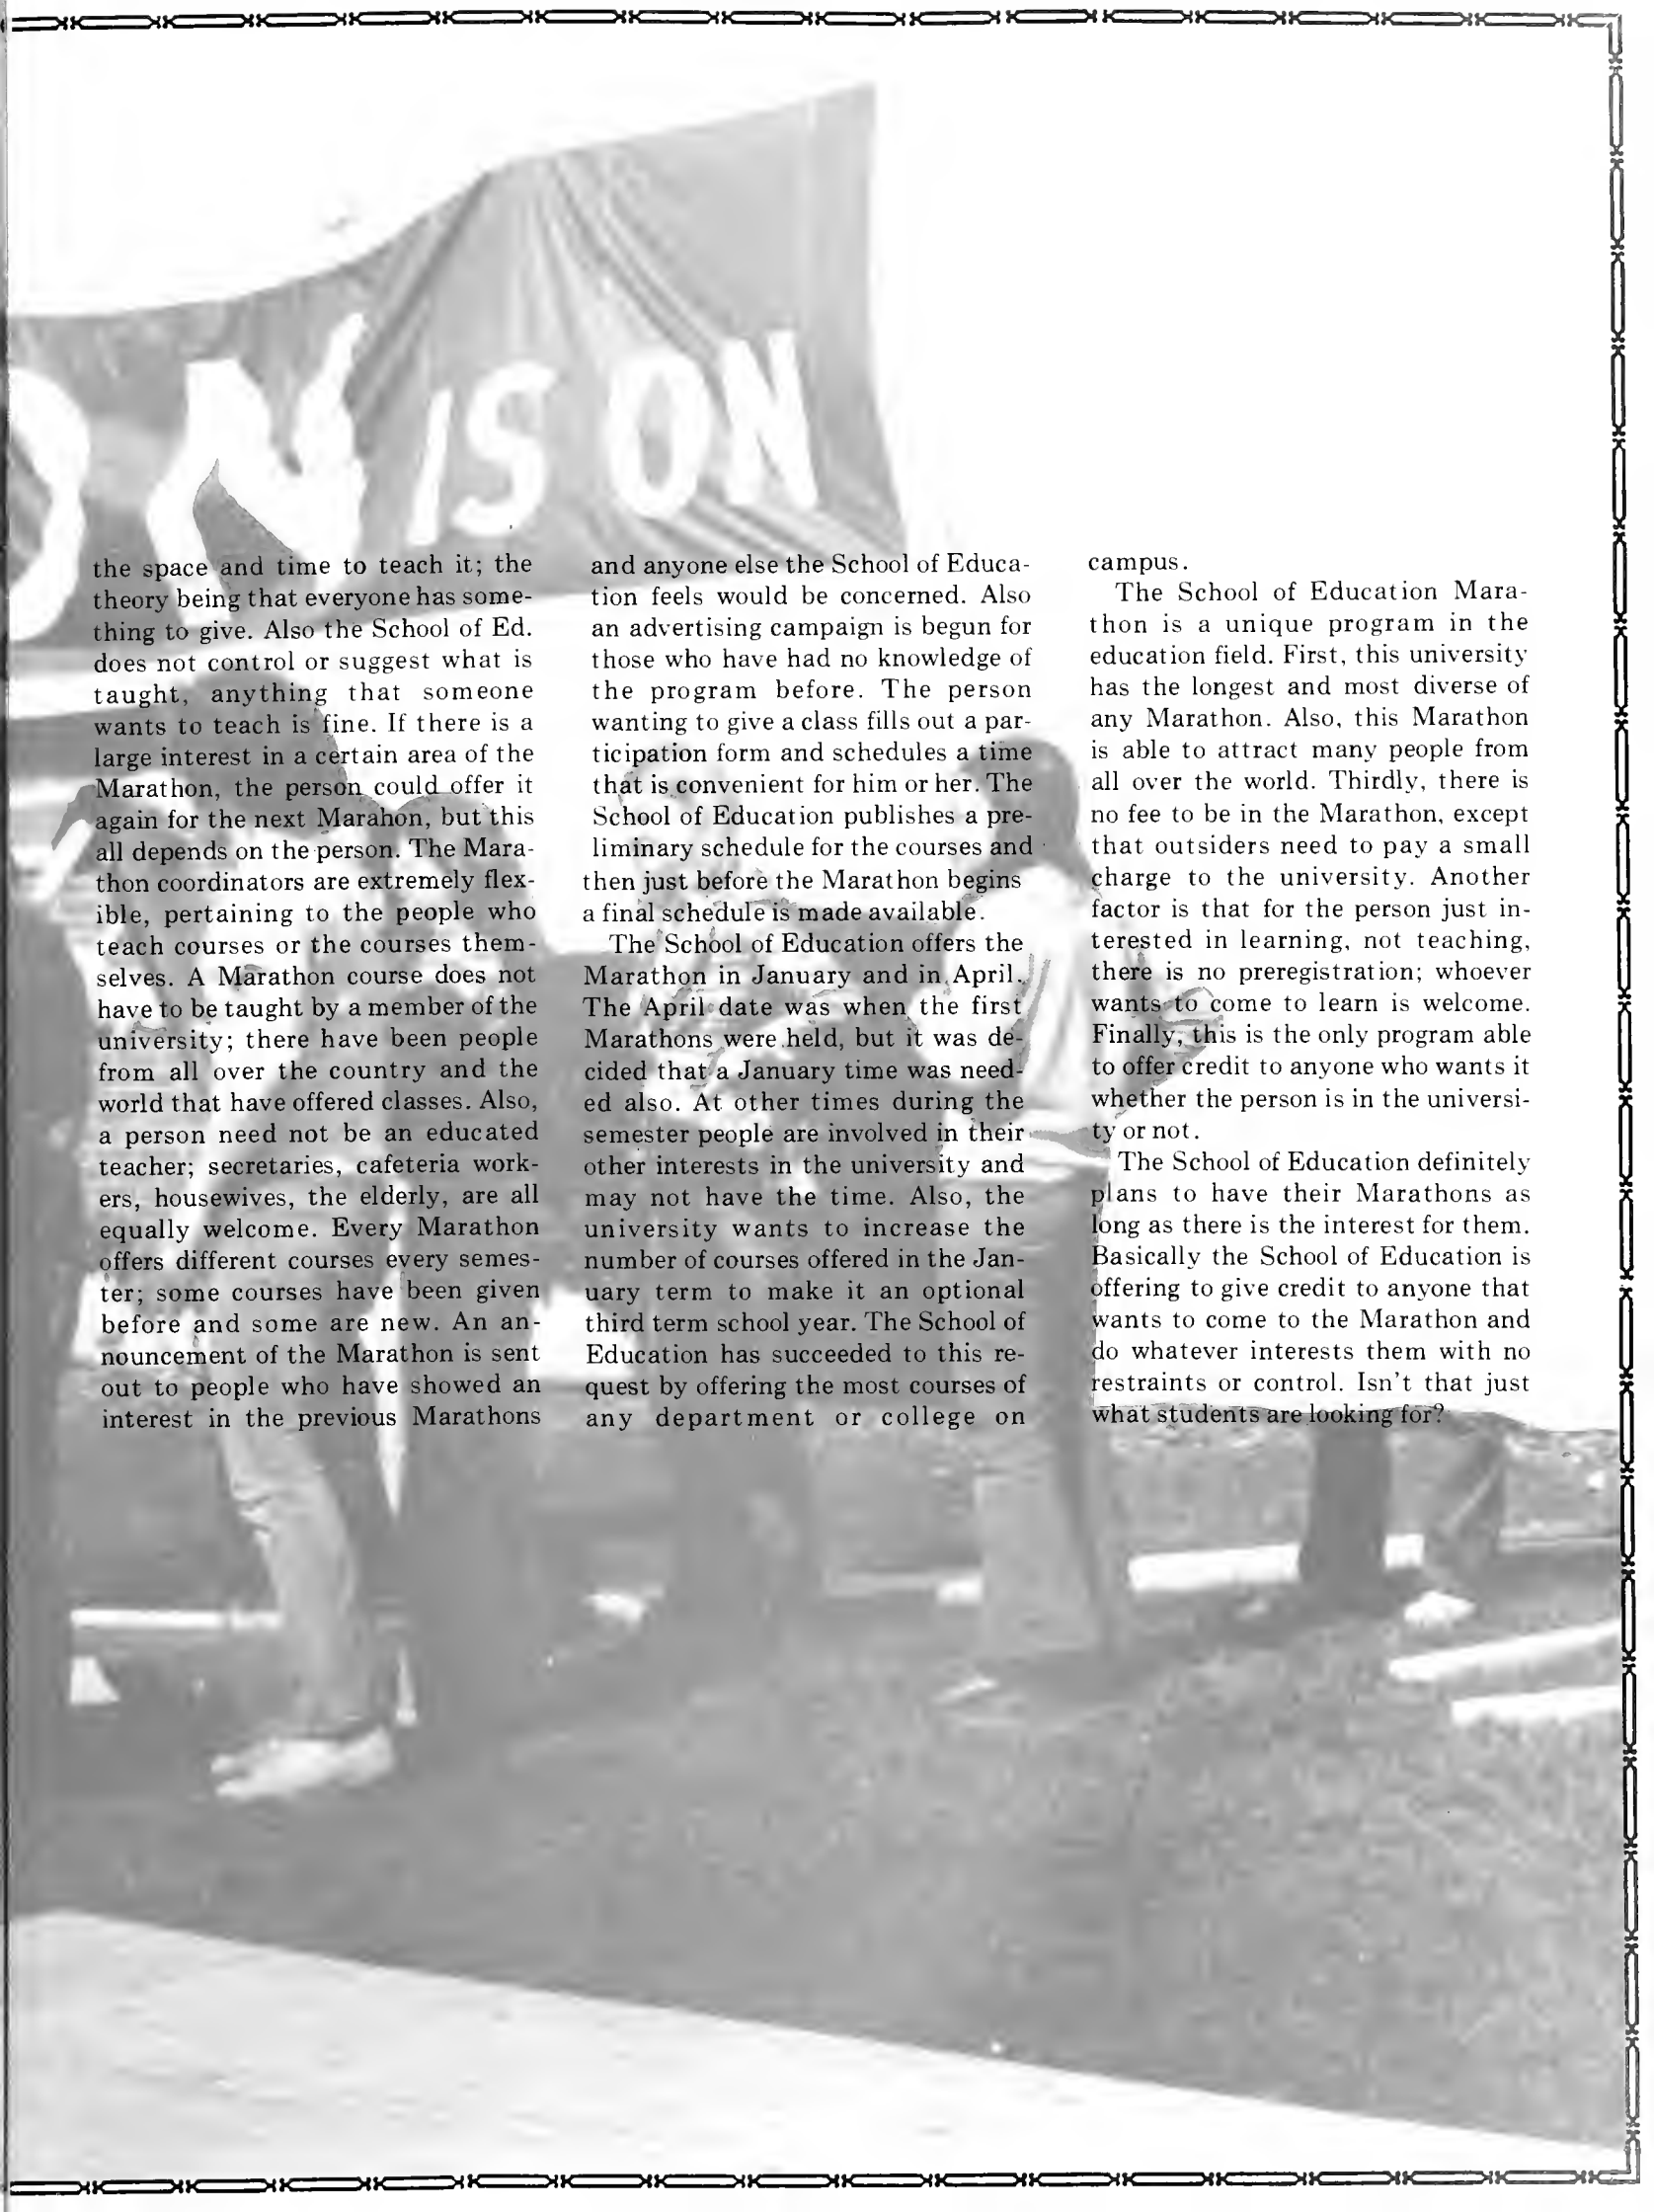 ON IS ON
the space and time to teach it; the
theory being that everyone has some-
thing to give. Also the School of Ed.
does not control or suggest what is
taught, anything that someone
wants to teach is fine. If there is a
large interest in a certain area of the
Marathon, the person could offer it
again for the next Marahon, but this
all depends on the person. The Mara-
thon coordinators are extremely flex-
ible, pertaining to the people who
teach courses or the courses them-
selves. A Marathon course does not
have to be taught by a member of the
university; there have been people
from all over the country and the
world that have offered classes. Also,
a person need not be an educated
teacher; secretaries, cafeteria work-
ers, housewives, the elderly, are all
equally welcome. Every Marathon
offers different courses every semes-
ter; some courses have been given
before and some are new. An an-
nouncement of the Marathon is sent
out to people who have showed an
interest in the previous Marathons
and anyone else the School of Educa-
tion feels would be concerned. Also
an advertising campaign is begun for
those who have had no knowledge of
the program before. The person
wanting to give a class fills out a par-
ticipation form and schedules a time
that is convenient for him or her. The
School of Education publishes a pre-
liminary schedule for the courses and
then just before the Marathon begins
a final schedule is made available.
The School of Education offers the
Marathon in January and in April.
The April date was when the first
Marathons were held, but it was de-
cided that a January time was need-
ed also. At other times during the
semester people are involved in their
other interests in the university and
may not have the time. Also, the
university wants to increase the
number of courses offered in the Jan-
uary term to make it an optional
third term school year. The School of
Education has succeeded to this re-
quest by offering the most courses of
any department or college on
campus.
The School of Education Mara-
thon is a unique program in the
education field. First, this university
has the longest and most diverse of
any Marathon. Also, this Marathon
is able to attract many people from
all over the world. Thirdly, there is
no fee to be in the Marathon, except
that outsiders need to pay a small
charge to the university. Another
factor is that for the person just in-
terested in learning, not teaching,
there is no preregistration; whoever
wants to come to learn is welcome.
Finally, this is the only program able
to offer credit to anyone who wants it
whether the person is in the universi-
ty or not.
The School of Education definitely
plans to have their Marathons as
long as there is the interest for them.
Basically the School of Education is
offering to give credit to anyone that
wants to come to the Marathon and
do whatever interests them with no
restraints or control. Isn't that just
what students are looking for?